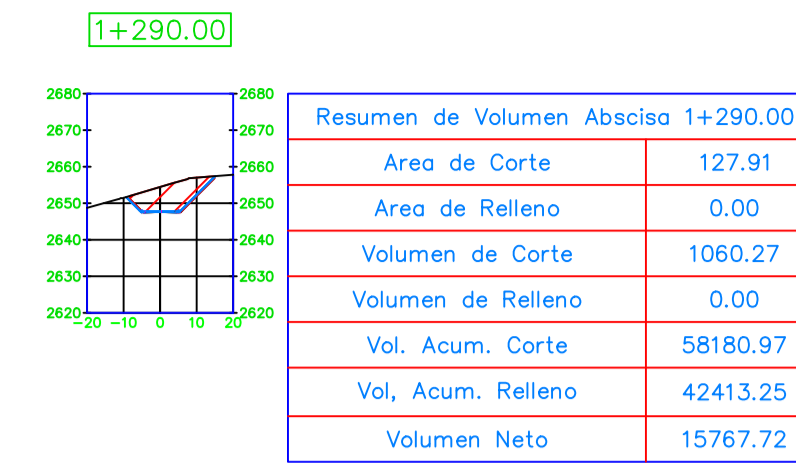 1+290.00
2680 2680
2670 2670
2660 2660
2650 2650
2640 2640
2630 2630
2620 2620
-20 -10 0 10 20
Resumen de Volumen Abscisa 1+290.00
Area de Corte 127.91
Area de Relleno 0.00
Volumen de Corte 1060.27
Volumen de Relleno 0.00
Vol. Acum. Corte 58180.97
Vol, Acum. Relleno 42413.25
Volumen Neto 15767.72